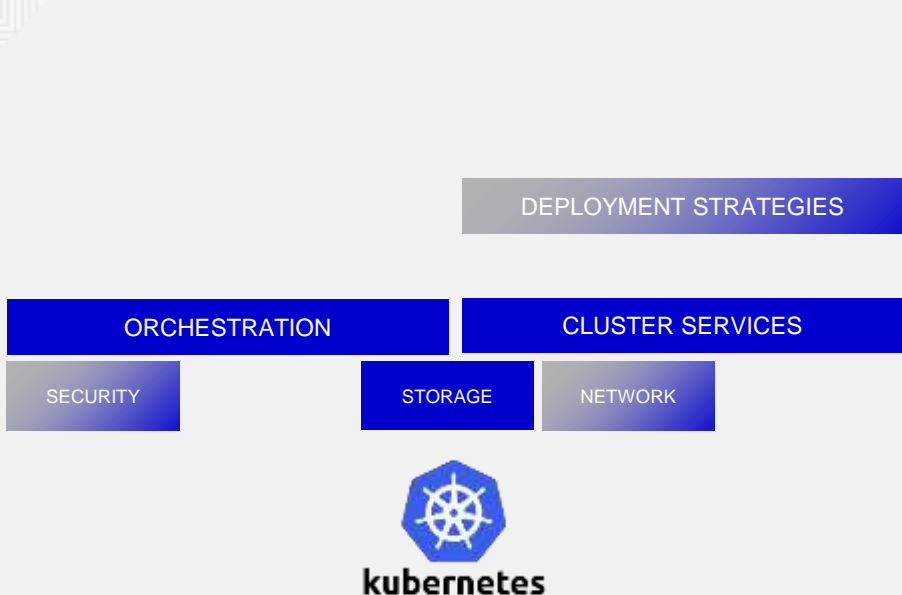 DEPLOYMENT STRATEGIES
ORCHESTRATION
CLUSTER SERVICES
SECURITY
STORAGE
NETWORK
kubernetes